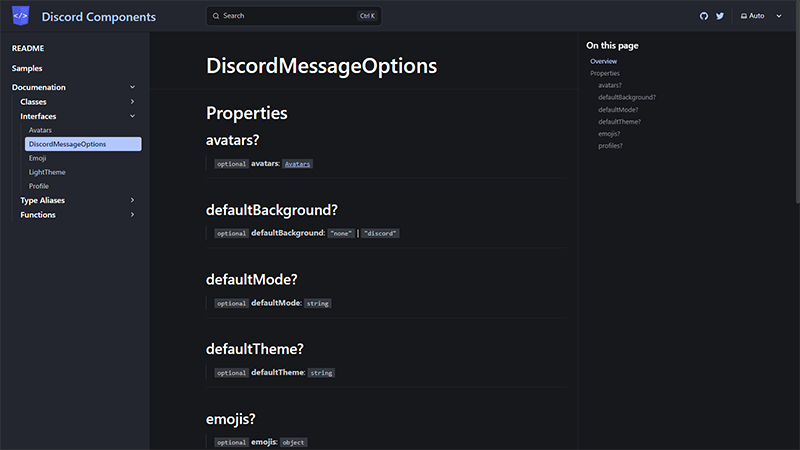 Discord Components
Search
Ctrl K
Auto
README
Samples
Documenation
Classes
Interfaces
Avatars
DiscordMessageOptions
Emoji
LightTheme
Profile
Type Aliases
Functions
DiscordMessageOptions
Properties
avatars?
optional avatars: Avatars
defaultBackground?
optional defaultBackground: "none" | "discord"
defaultMode?
optional defaultMode: string
defaultTheme?
optional defaultTheme: string
emojis?
optional emojis: object
On this page
Overview
Properties
avatars?
defaultBackground?
defaultMode?
defaultTheme?
emojis?
profiles?